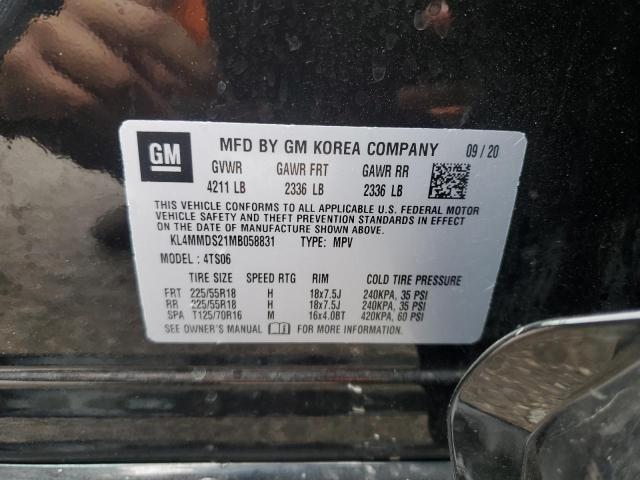 GM MFD BY GM KOREA COMPANY 09/20
GVWR GAWR FRT GAWR RR
4211 LB 2336 LB 2336 LB
THIS VEHICLE CONFORMS TO ALL APPLICABLE U.S. FEDERAL MOTOR
VEHICLE SAFETY AND THEFT PREVENTION STANDARDS IN EFFECT
ON THE DATE OF MANUFACTURE SHOWN ABOVE.
KL4MMDS21MB058831 TYPE: MPV
MODEL : 4TS06
TIRE SIZE SPEED RTG RIM COLD TIRE PRESSURE
FRT 225/55R18 H 18x7.5J 240KPA, 35 PSI
RR 225/55R18 H 18x7.5J 240KPA, 35 PSI
SPA T125/70R16 M 16x4.0BT 420KPA, 60 PSI
SEE OWNER'S MANUAL FOR MORE INFORMATION.